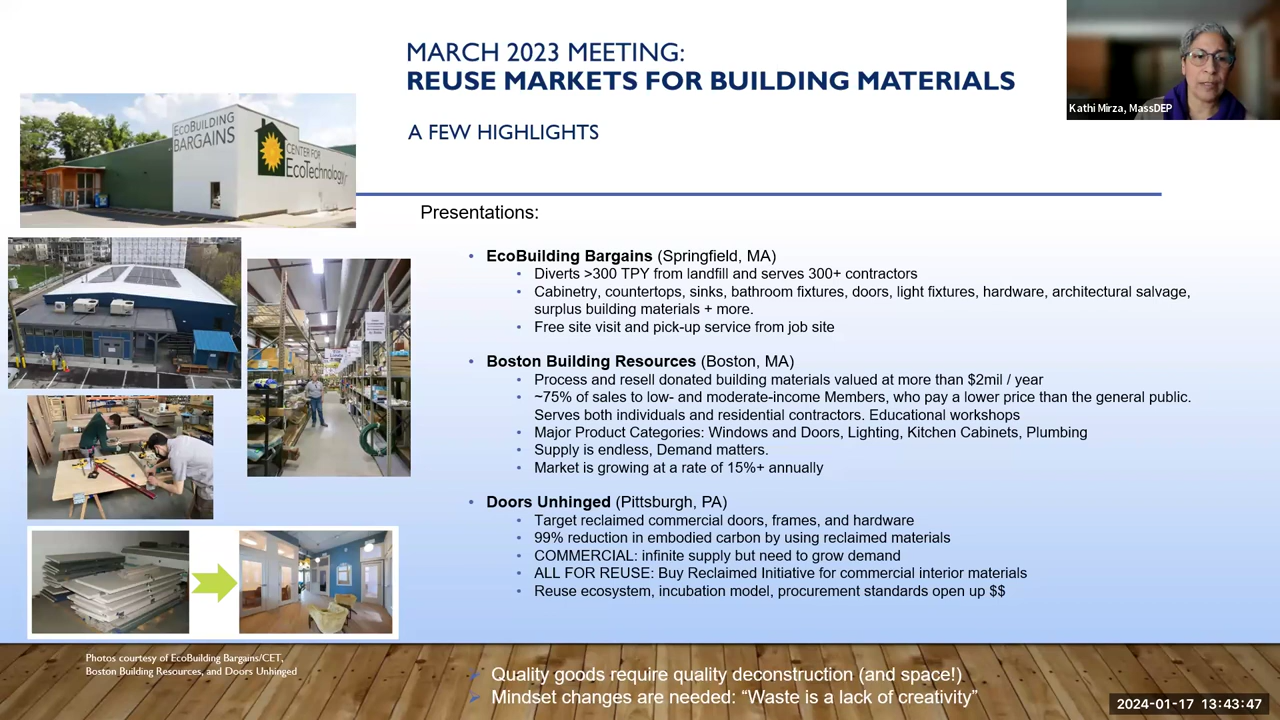 MARCH 2023 MEETING:
REUSE MARKETS FOR BUILDING MATERIALS
A FEW HIGHLIGHTS
Kathi Mirza, MassDEP
ECOBUILDING
BARGAINS
CENTER FOR
EcoTechnology
Presentations:
• EcoBuilding Bargains (Springfield, MA)
• Diverts >300 TPY from landfill and serves 300+ contractors
• Cabinetry, countertops, sinks, bathroom fixtures, doors, light fixtures, hardware, architectural salvage,
surplus building materials + more.
• Free site visit and pick-up service from job site
• Boston Building Resources (Boston, MA)
• Process and resell donated building materials valued at more than $2mil / year
• ~75% of sales to low- and moderate-income Members, who pay a lower price than the general public.
Serves both individuals and residential contractors. Educational workshops
• Major Product Categories: Windows and Doors, Lighting, Kitchen Cabinets, Plumbing
• Supply is endless, Demand matters.
• Market is growing at a rate of 15%+ annually
• Doors Unhinged (Pittsburgh, PA)
• Target reclaimed commercial doors, frames, and hardware
• 99% reduction in embodied carbon by using reclaimed materials
• COMMERCIAL: infinite supply but need to grow demand
• ALL FOR REUSE: Buy Reclaimed Initiative for commercial interior materials
• Reuse ecosystem, incubation model, procurement standards open up $$
Photos courtesy of EcoBuilding Bargains/CET,
Boston Building Resources, and Doors Unhinged
➢ Quality goods require quality deconstruction (and space!)
➢ Mindset changes are needed: “Waste is a lack of creativity”
2024-01-17 13:43:47